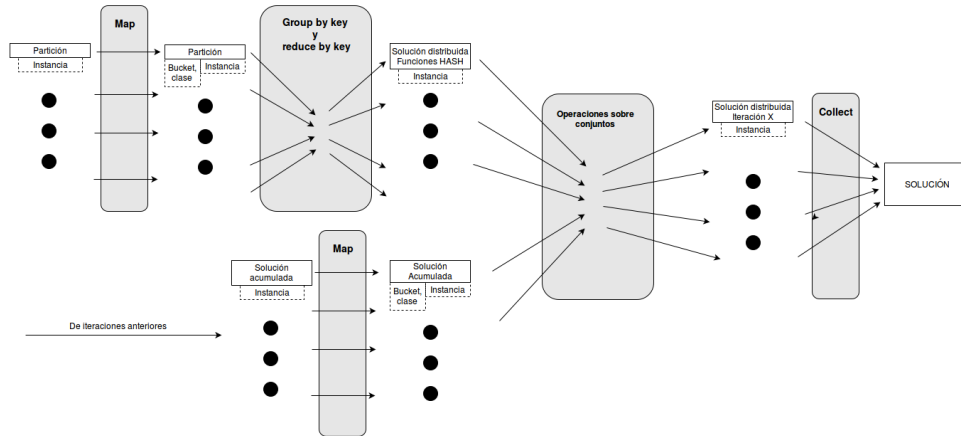 Map
Group by key
y
reduce by key
Partición
Instancia
Partición
Bucket,
clase
Instancia
Solución distribuida
Funciones HASH
Instancia
Operaciones sobre
conjuntos
Solución distribuida
Iteración X
Instancia
Collect
SOLUCIÓN
De iteraciones anteriores
Solución
acumulada
Instancia
Map
Solución
Acumulada
Bucket,
clase
Instancia